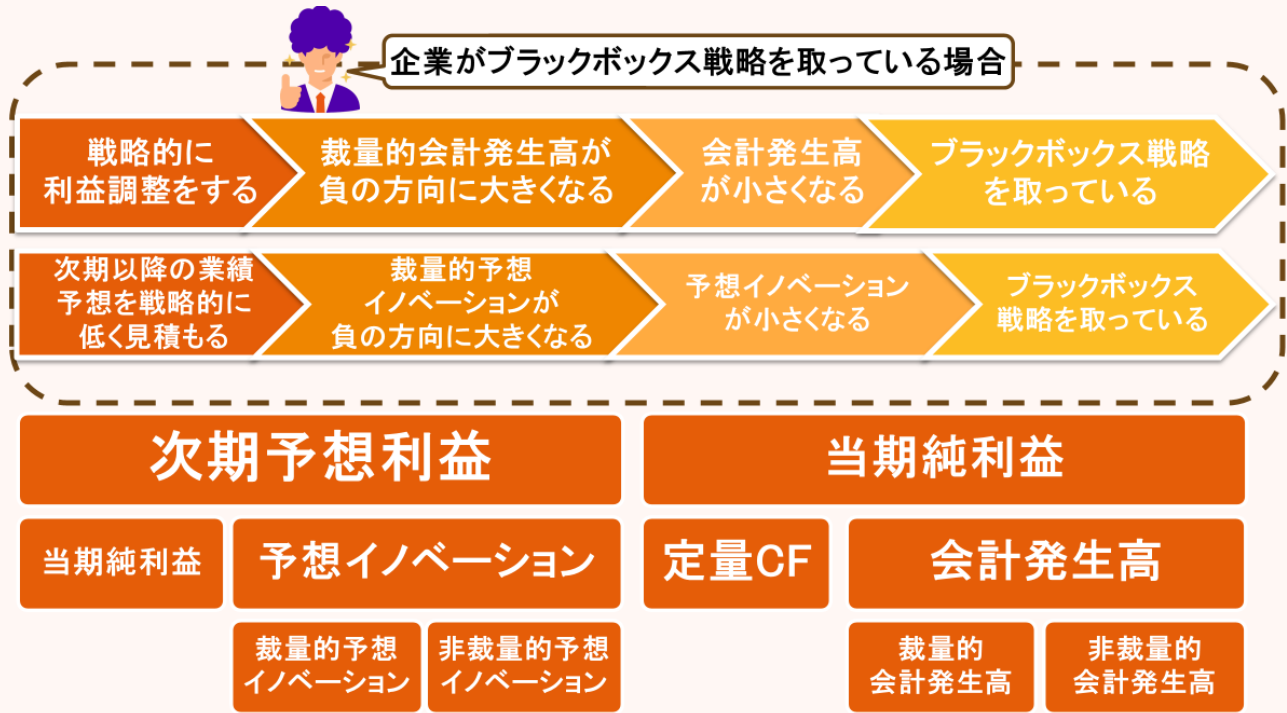 企業がブラックボックス戦略を取っている場合
戦略的に
利益調整をする
裁量的会計発生高が
負の方向に大きくなる
会計発生高
が小さくなる
ブラックボックス戦略
を取っている
次期以降の業績
予想を戦略的に
低く見積もる
裁量的予想
イノベーションが
負の方向に大きくなる
予想イノベーション
が小さくなる
ブラックボックス
戦略を取っている
次期予想利益
当期純利益
当期純利益
予想イノベーション
定量CF
会計発生高
裁量的予想
イノベーション
非裁量的予想
イノベーション
裁量的
会計発生高
非裁量的
会計発生高